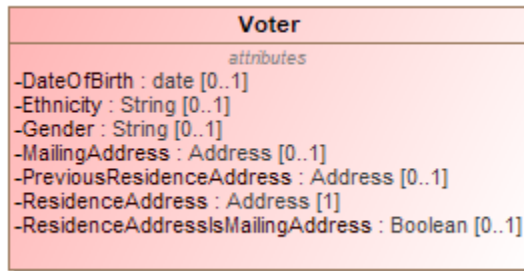 Voter
attributes
-DateOfBirth : date [0..1]
-Ethnicity : String [0..1]
-Gender : String [0..1]
-MailingAddress : Address [0..1]
-PreviousResidenceAddress : Address [0..1]
-ResidenceAddress : Address [1]
-ResidenceAddressIsMailingAddress : Boolean [0..1]